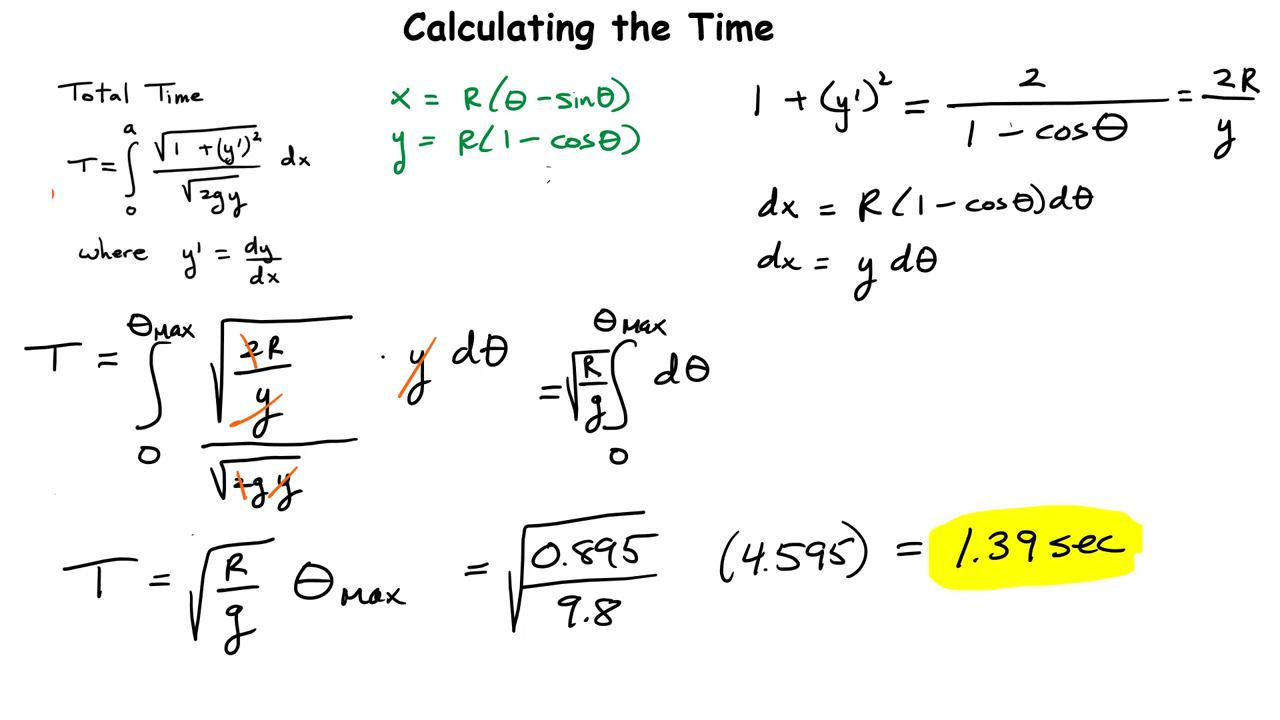 Calculating the Time
Total Time
T = ∫₀ᵃ √(1 + (y')²) / √(2gy) dx
where y' = dy/dx
x = R(θ - sinθ)
y = R(1 - cosθ)
1 + (y')² = 2 / (1 - cosθ) = 2R / y
dx = R(1 - cosθ)dθ
dx = y dθ
T = ∫₀^θMAX √(2R/y) / √(2gy) · y dθ = √(R/g) ∫₀^θMAX dθ
T = √(R/g) θMAX = √(0.895/9.8) (4.595) = 1.39 sec